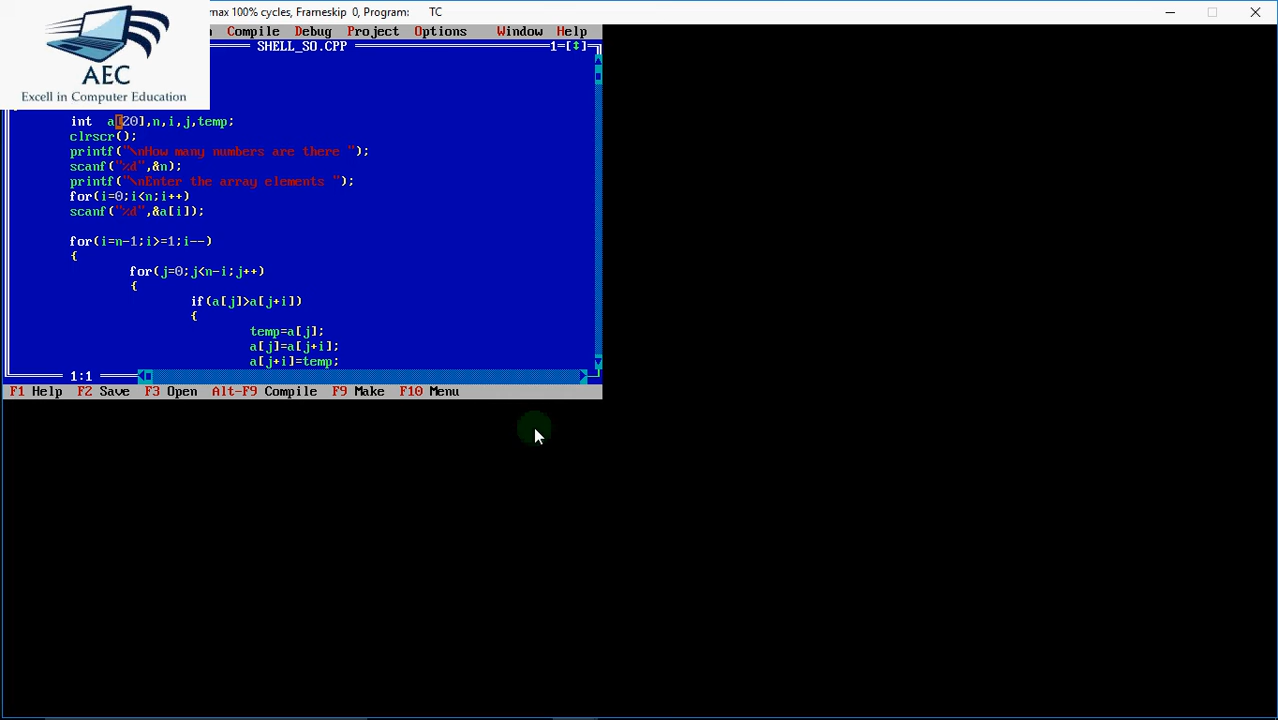 max 100% cycles, Frameskip 0, Program: TC
Compile Debug Project Options Window Help
SHELL_SO.CPP 1=[↕]
AEC
Excell in Computer Education
int a[20],n,i,j,temp;
clrscr();
printf("\nHow many numbers are there ");
scanf("%d",&n);
printf("\nEnter the array elements ");
for(i=0;i<n;i++)
scanf("%d",&a[i]);
for(i=n-1;i>=1;i--)
{
for(j=0;j<n-i;j++)
{
if(a[j]>a[j+i])
{
temp=a[j];
a[j]=a[j+i];
a[j+i]=temp;
1:1
F1 Help F2 Save F3 Open Alt-F9 Compile F9 Make F10 Menu